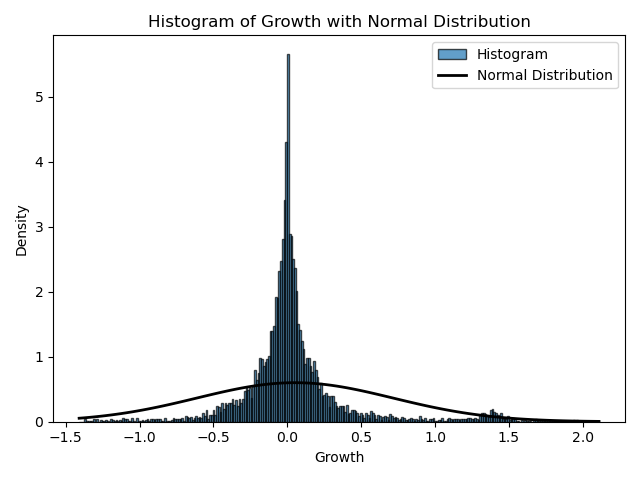 Histogram of Growth with Normal Distribution
Histogram
Normal Distribution
Density
5
4
3
2
1
0
−1.5 −1.0 −0.5 0.0 0.5 1.0 1.5 2.0
Growth